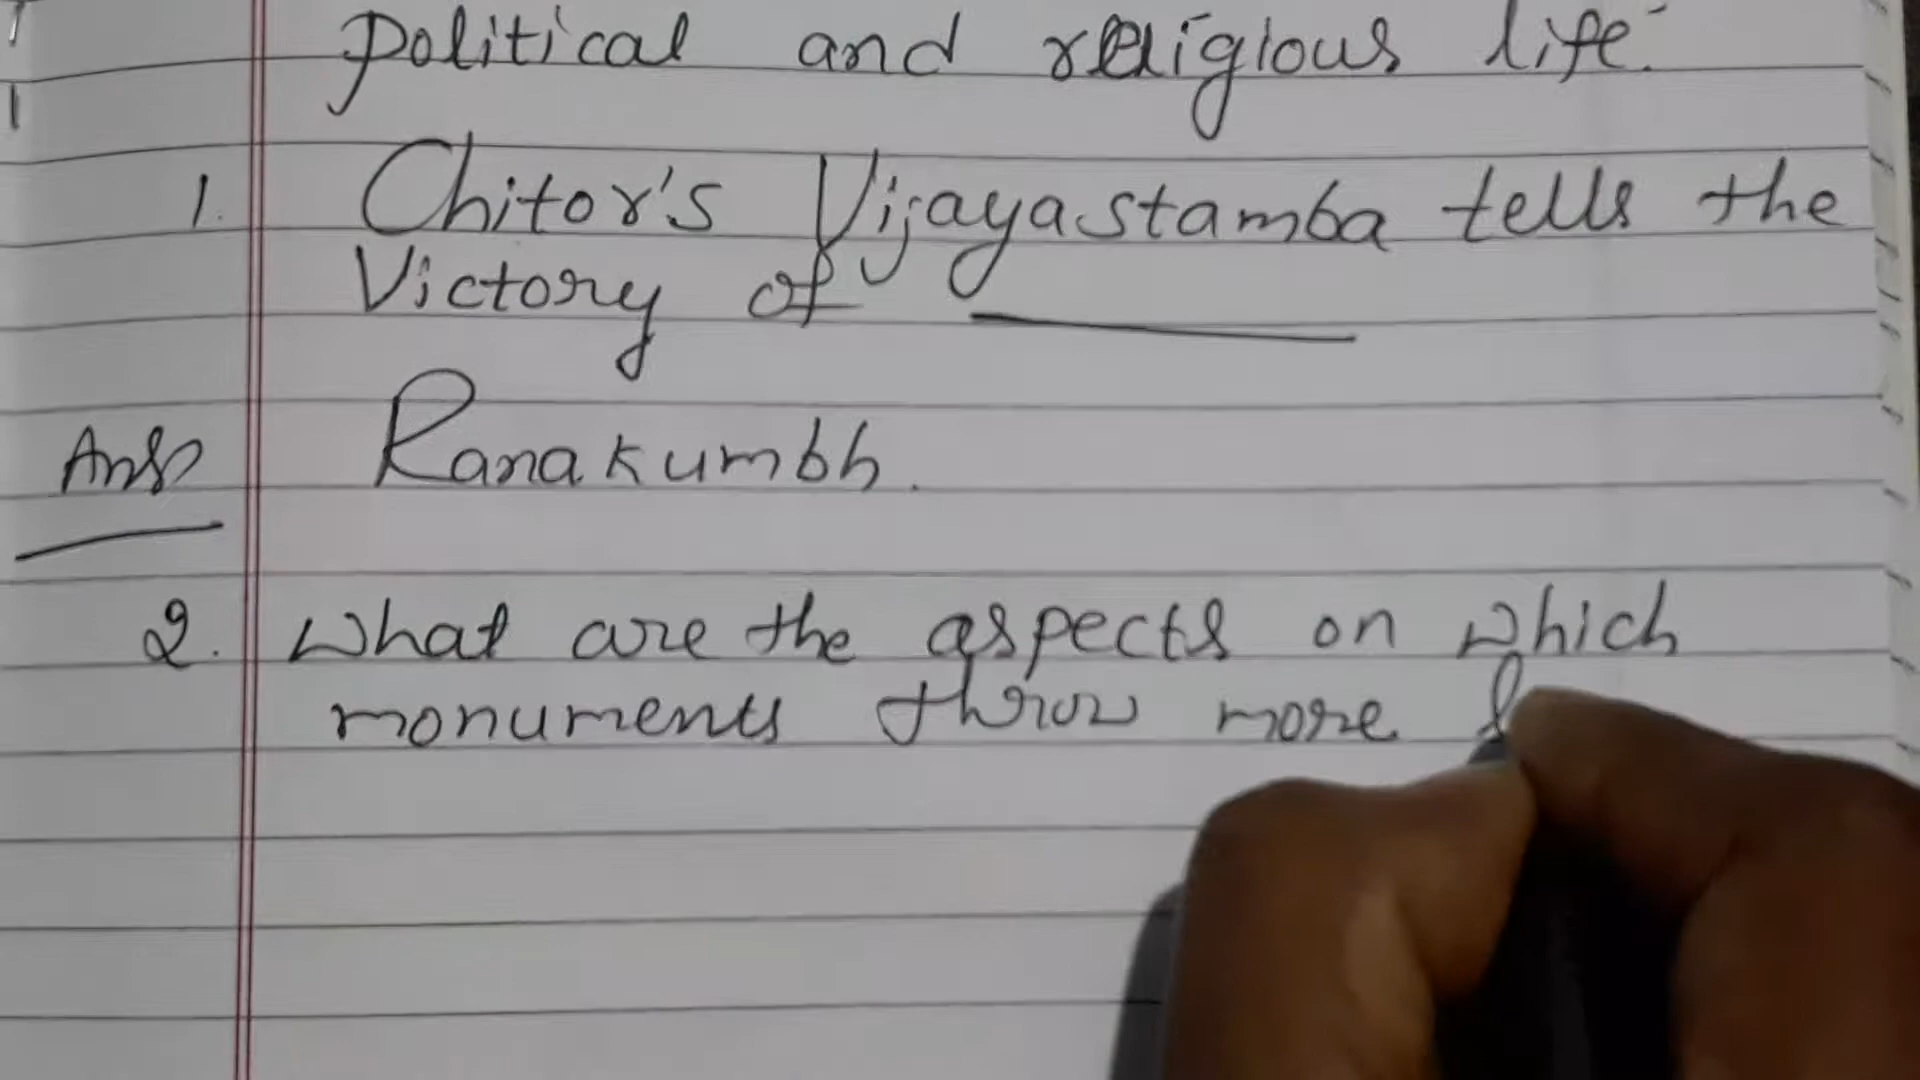 political and religious life.
1. Chitor's Vijayastamba tells the
Victory of
Ans Ranakumbh.
2. What are the aspects on which
monuments throw more